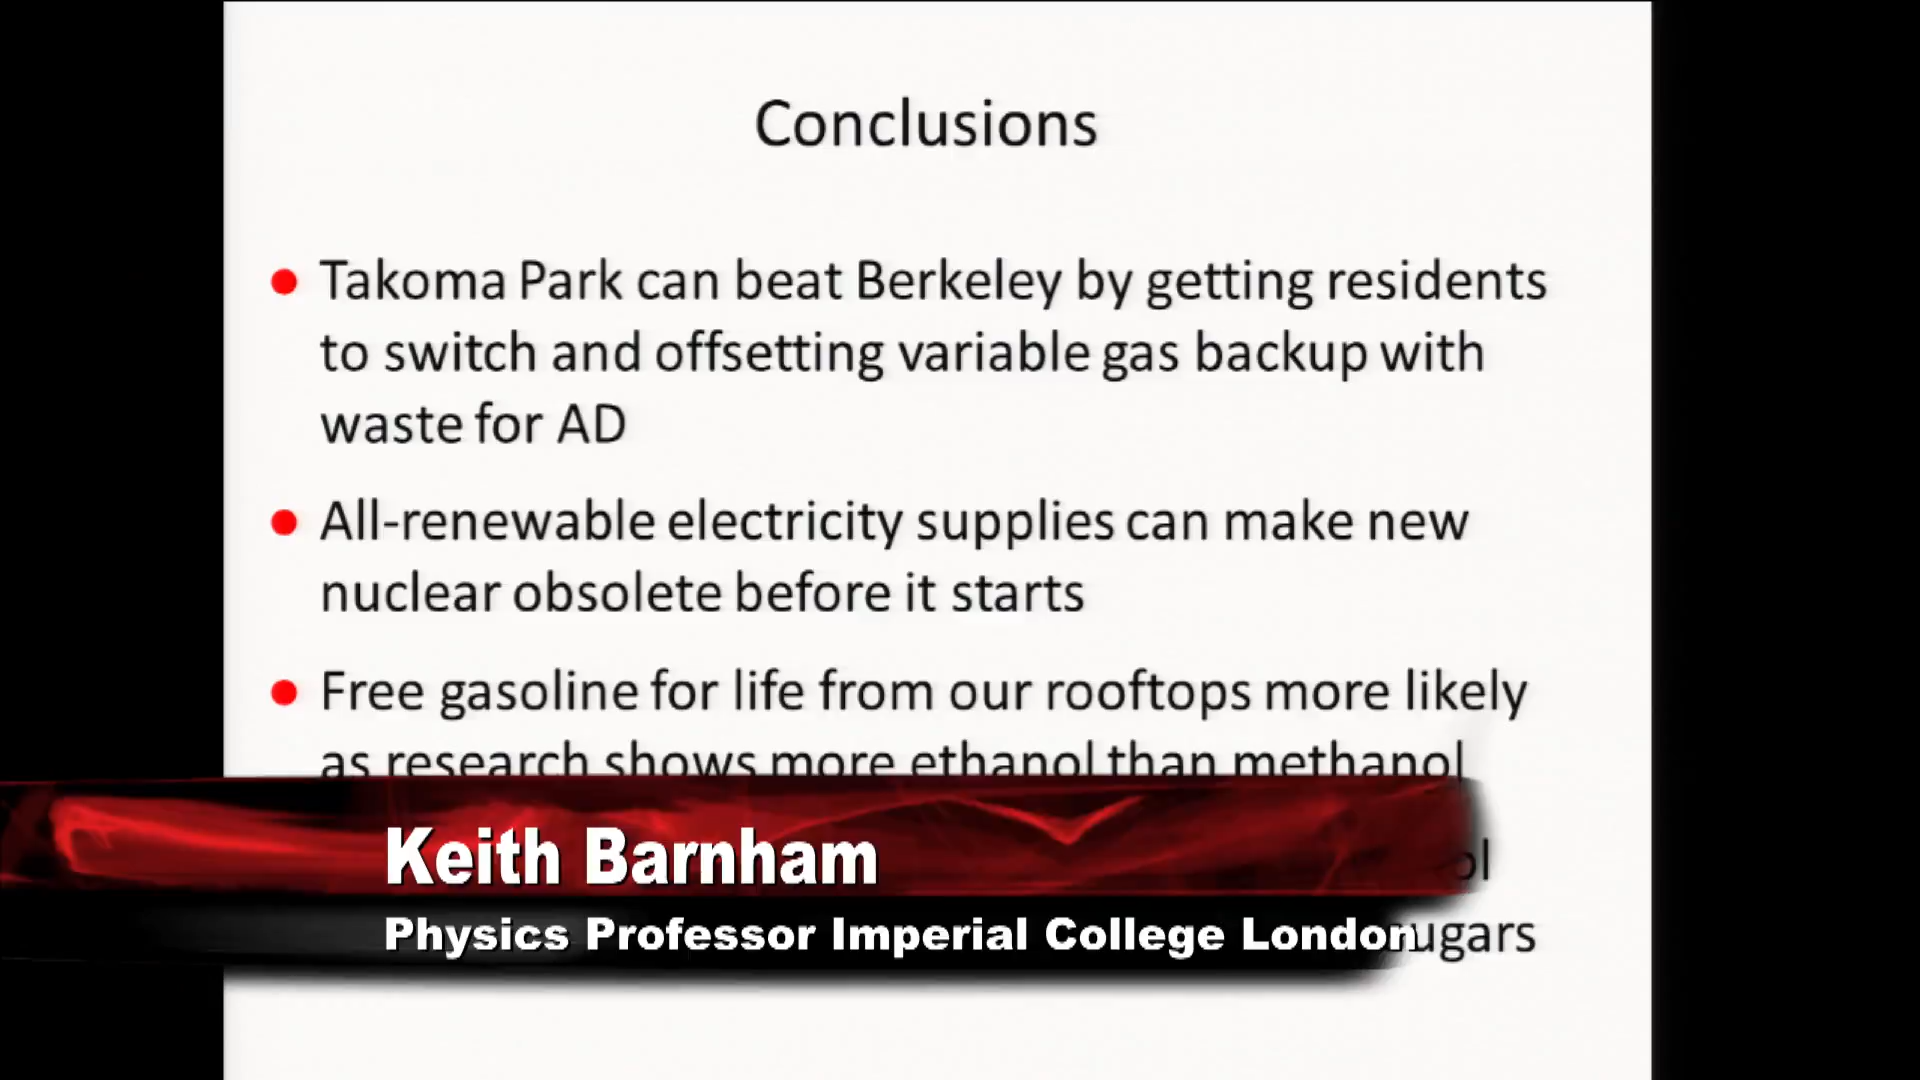 Conclusions
Takoma Park can beat Berkeley by getting residents
to switch and offsetting variable gas backup with
waste for AD
All-renewable electricity supplies can make new
nuclear obsolete before it starts
Free gasoline for life from our rooftops more likely
as research shows more ethanol than methanol
Keith Barnham
Physics Professor Imperial College London